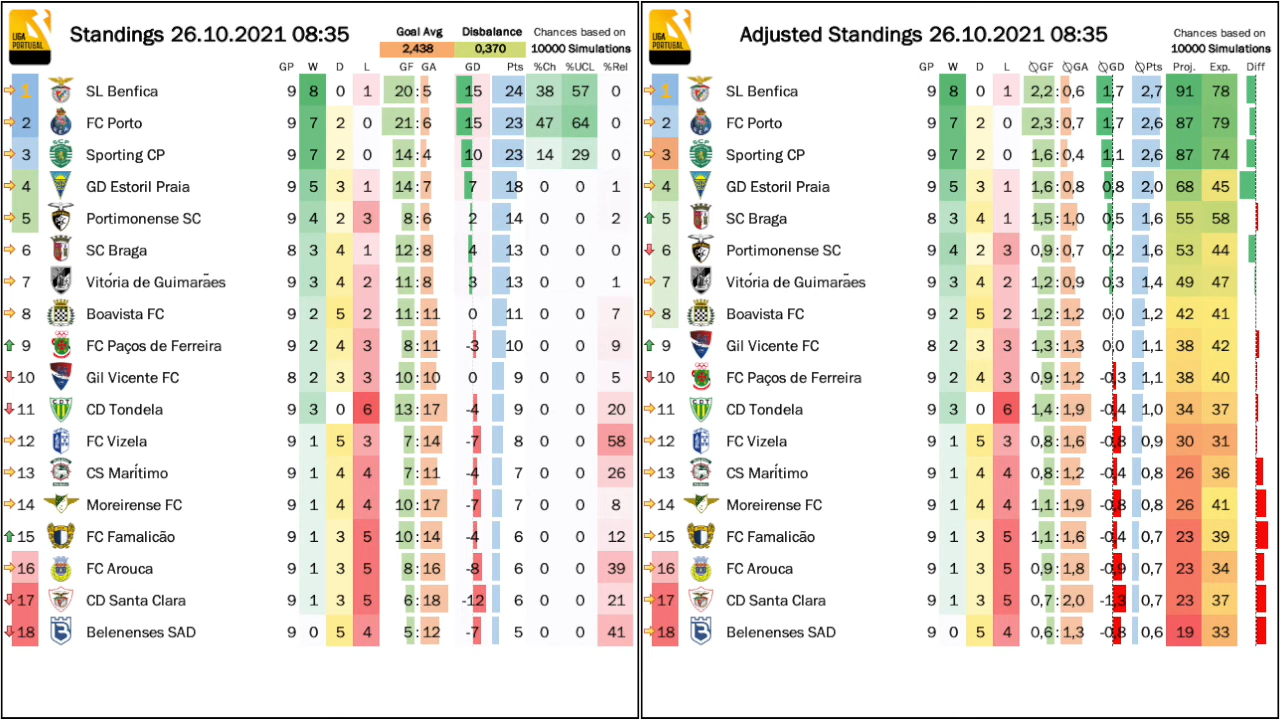 LIGA PORTUGAL
Standings 26.10.2021 08:35
Goal Avg Disbalance Chances based on
2,438 0,370 10000 Simulations
GP W D L GF GA GD Pts %Ch %UCL %Rel
1 SL Benfica 9 8 0 1 20 : 5 15 24 38 57 0
2 FC Porto 9 7 2 0 21 : 6 15 23 47 64 0
3 Sporting CP 9 7 2 0 14 : 4 10 23 14 29 0
4 GD Estoril Praia 9 5 3 1 14 : 7 7 18 0 0 1
5 Portimonense SC 9 4 2 3 8 : 6 2 14 0 0 2
6 SC Braga 8 3 4 1 12 : 8 4 13 0 0 0
7 Vitória de Guimarães 9 3 4 2 11 : 8 3 13 0 0 1
8 Boavista FC 9 2 5 2 11 : 11 0 11 0 0 7
9 FC Paços de Ferreira 9 2 4 3 8 : 11 -3 10 0 0 9
10 Gil Vicente FC 8 2 3 3 10 : 10 0 9 0 0 5
11 CD Tondela 9 3 0 6 13 : 17 -4 9 0 0 20
12 FC Vizela 9 1 5 3 7 : 14 -7 8 0 0 58
13 CS Marítimo 9 1 4 4 7 : 11 -4 7 0 0 26
14 Moreirense FC 9 1 4 4 10 : 17 -7 7 0 0 8
15 FC Famalicão 9 1 3 5 10 : 14 -4 6 0 0 12
16 FC Arouca 9 1 3 5 8 : 16 -8 6 0 0 39
17 CD Santa Clara 9 1 3 5 6 : 18 -12 6 0 0 21
18 Belenenses SAD 9 0 5 4 5 : 12 -7 5 0 0 41
LIGA PORTUGAL
Adjusted Standings 26.10.2021 08:35
Chances based on
10000 Simulations
GP W D L ∅GF ∅GA ∅GD ∅Pts Proj. Exp. Diff
1 SL Benfica 9 8 0 1 2,2 : 0,6 1,7 2,7 91 78
2 FC Porto 9 7 2 0 2,3 : 0,7 1,7 2,6 87 79
3 Sporting CP 9 7 2 0 1,6 : 0,4 1,1 2,6 87 74
4 GD Estoril Praia 9 5 3 1 1,6 : 0,8 0,8 2,0 68 45
5 SC Braga 8 3 4 1 1,5 : 1,0 0,5 1,6 55 58
6 Portimonense SC 9 4 2 3 0,9 : 0,7 0,2 1,6 53 44
7 Vitória de Guimarães 9 3 4 2 1,2 : 0,9 0,3 1,4 49 47
8 Boavista FC 9 2 5 2 1,2 : 1,2 0,0 1,2 42 41
9 Gil Vicente FC 8 2 3 3 1,3 : 1,3 0,0 1,1 38 42
10 FC Paços de Ferreira 9 2 4 3 0,9 : 1,2 -0,3 1,1 38 40
11 CD Tondela 9 3 0 6 1,4 : 1,9 -0,4 1,0 34 37
12 FC Vizela 9 1 5 3 0,8 : 1,6 -0,8 0,9 30 31
13 CS Marítimo 9 1 4 4 0,8 : 1,2 -0,4 0,8 26 36
14 Moreirense FC 9 1 4 4 1,1 : 1,9 -0,8 0,8 26 41
15 FC Famalicão 9 1 3 5 1,1 : 1,6 -0,4 0,7 23 39
16 FC Arouca 9 1 3 5 0,9 : 1,8 -0,9 0,7 23 34
17 CD Santa Clara 9 1 3 5 0,7 : 2,0 -1,3 0,7 23 37
18 Belenenses SAD 9 0 5 4 0,6 : 1,3 -0,8 0,6 19 33